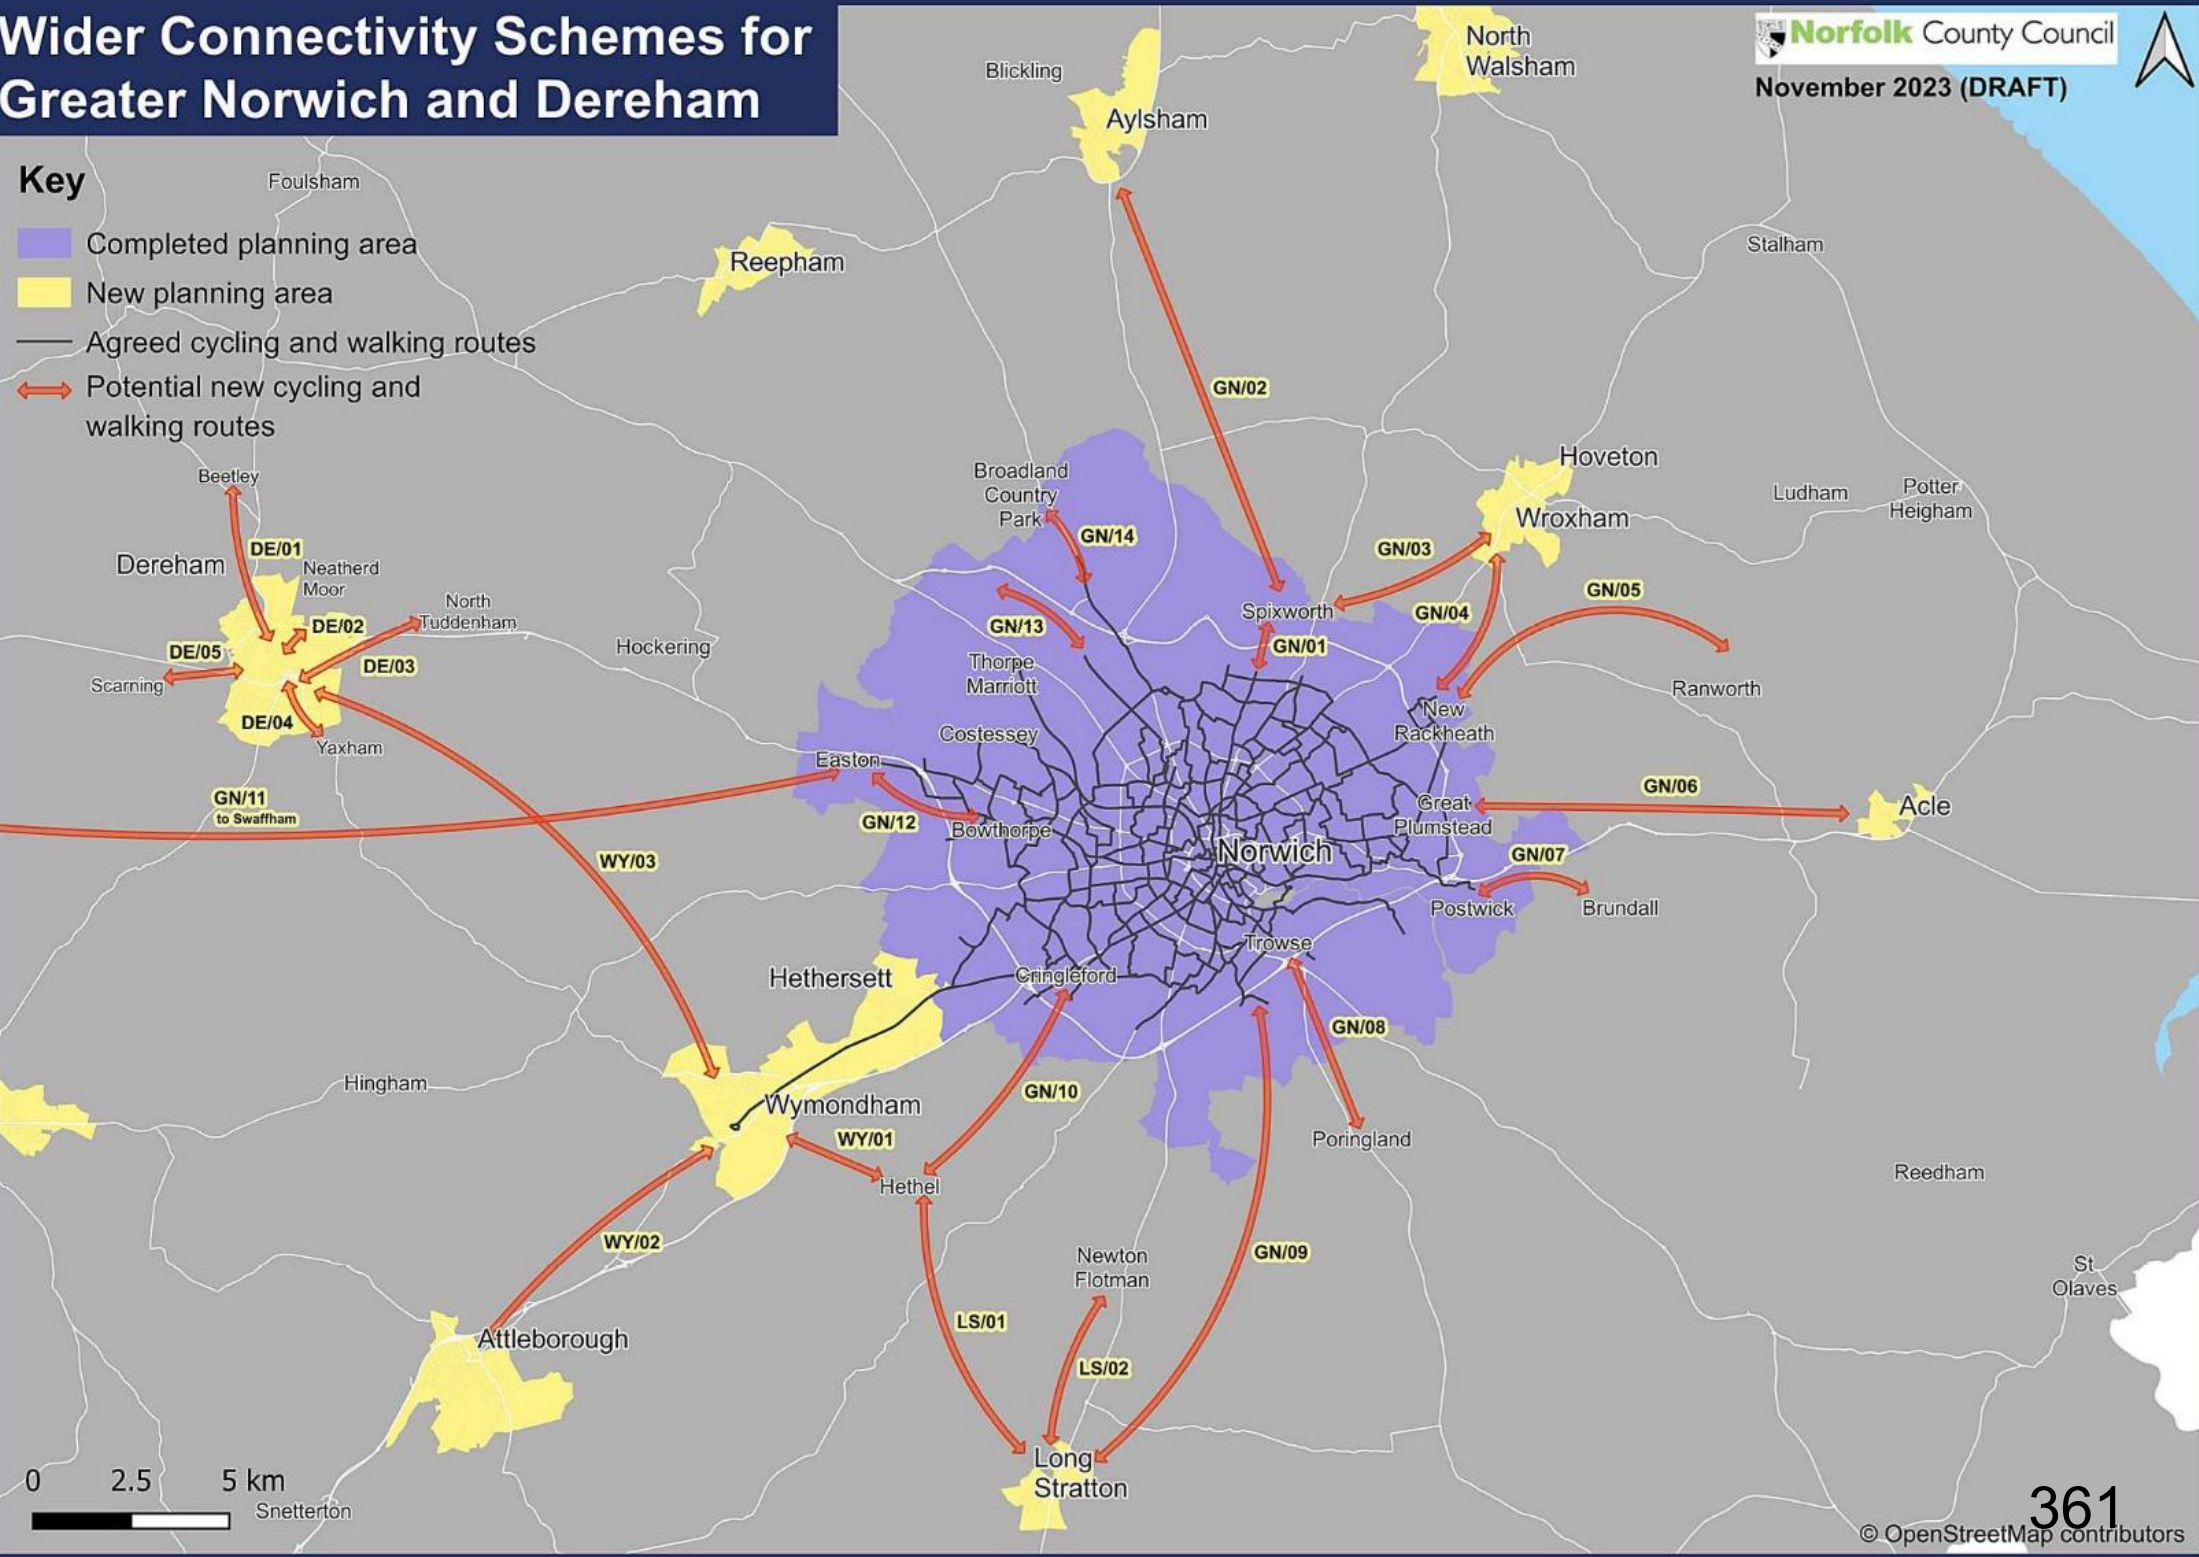 Wider Connectivity Schemes for
Greater Norwich and Dereham
Norfolk County Council
November 2023 (DRAFT)
Key
Completed planning area
New planning area
Agreed cycling and walking routes
Potential new cycling and
walking routes
North
Walsham
Blickling
Aylsham
Foulsham
Reepham
Stalham
GN/02
Beetley
Broadland
Country
Park
Hoveton
Ludham
Potter
Heigham
Wroxham
GN/14
GN/03
DE/01
Dereham
Neatherd
Moor
North
Tuddenham
DE/02
DE/05
DE/03
Scarning
DE/04
Yaxham
Hockering
GN/13
Thorpe
Marriott
Spixworth
GN/01
GN/04
GN/05
Ranworth
New
Rackheath
Costessey
Easton
GN/11
to Swaffham
GN/12
Bowthorpe
Great
Plumstead
GN/06
Acle
Norwich
GN/07
WY/03
Postwick
Brundall
Trowse
Hethersett
Cringleford
GN/08
Hingham
GN/10
Wymondham
WY/01
Poringland
Hethel
Reedham
WY/02
Newton
Flotman
GN/09
St
Olaves
LS/01
Attleborough
LS/02
Long
Stratton
0 2.5 5 km
Snetterton
361
© OpenStreetMap contributors